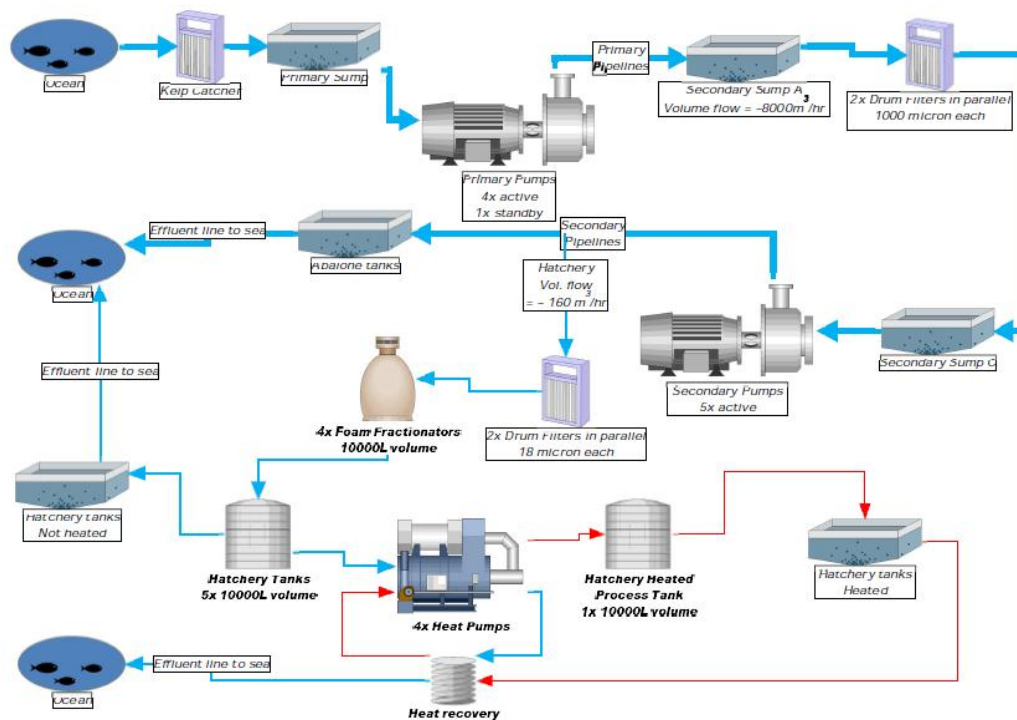 Ocean
Kelp Catcher
Primary Sump
Primary
Pipelines
Secondary Sump A
Volume flow = ~8000m³/hr
2x Drum Filters in parallel
1000 micron each
Primary Pumps
4x active
1x standby
Effluent line to sea
Abalone tanks
Secondary
Pipelines
Ocean
Hatchery
Vol. flow
= ~ 160 m³/hr
Secondary Sump
Secondary Pumps
5x active
Effluent line to sea
4x Foam Fractionators
10000L volume
2x Drum Filters in parallel
18 micron each
Hatchery tanks
Not heated
Hatchery Tanks
5x 10000L volume
4x Heat Pumps
Hatchery Heated
Process Tank
1x 10000L volume
Hatchery tanks
Heated
Effluent line to sea
Ocean
Heat recovery